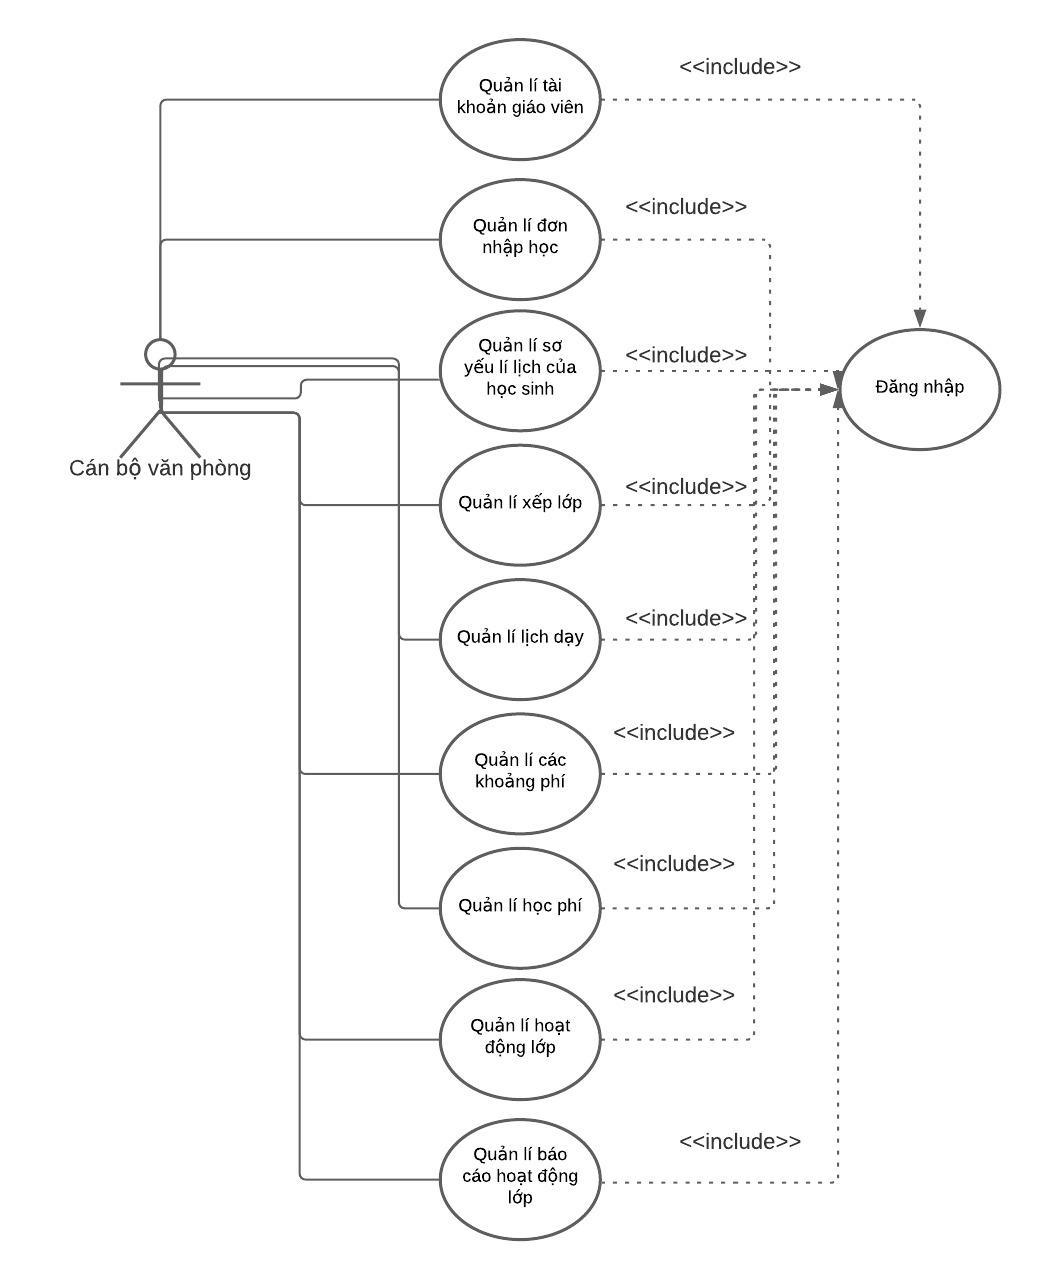 Quản lí tài
khoản giáo viên
<<include>>
Quản lí đơn
nhập học
<<include>>
Quản lí sơ
yếu lí lịch của
học sinh
<<include>>
Đăng nhập
Cán bộ văn phòng
Quản lí xếp lớp
<<include>>
Quản lí lịch dạy
<<include>>
Quản lí các
khoảng phí
<<include>>
Quản lí học phí
<<include>>
Quản lí hoạt
động lớp
<<include>>
Quản lí báo
cáo hoạt động
lớp
<<include>>